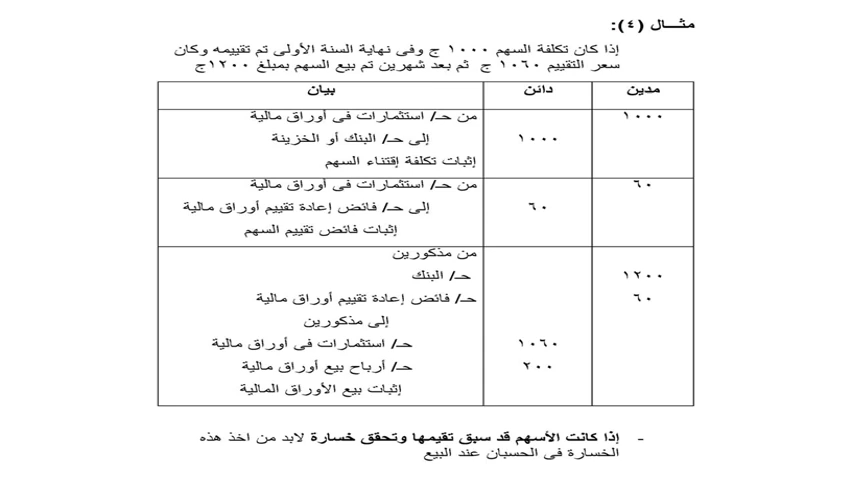 مثـــال (٤):
إذا كان تكلفة السهم ١٠٠٠ ج وفى نهاية السنة الأولى تم تقييمه وكان
سعر التقييم ١٠٦٠ ج ثم بعد شهرين تم بيع السهم بمبلغ ١٢٠٠ج
مدين دائن بيان
١٠٠٠ من حـ/ استثمارات فى أوراق مالية
١٠٠٠ إلى حـ/ البنك أو الخزينة
إثبات تكلفة إقتناء السهم
٦٠ من حـ/ استثمارات فى أوراق مالية
٦٠ إلى حـ/ فائض إعادة تقييم أوراق مالية
إثبات فائض تقييم السهم
من مذكورين
١٢٠٠ حـ/ البنك
٦٠ حـ/ فائض إعادة تقييم أوراق مالية
إلى مذكورين
١٠٦٠ حـ/ استثمارات فى أوراق مالية
٢٠٠ حـ/ أرباح بيع أوراق مالية
إثبات بيع الأوراق المالية
- إذا كانت الأسهم قد سبق تقيمها وتحقق خسارة لابد من اخذ هذه
الخسارة فى الحسبان عند البيع